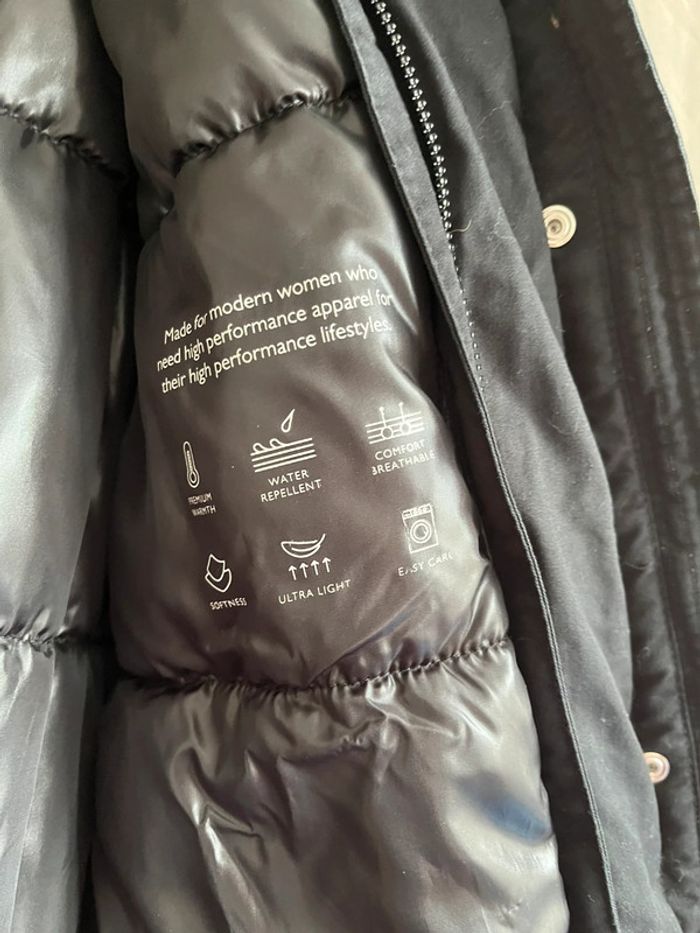 Made for modern women who
need high performance apparel for
their high performance lifestyles.
PREMIUM
WARMTH
WATER
REPELLENT
COMFORT
BREATHABLE
SOFTNESS
ULTRA LIGHT
EASY CARE